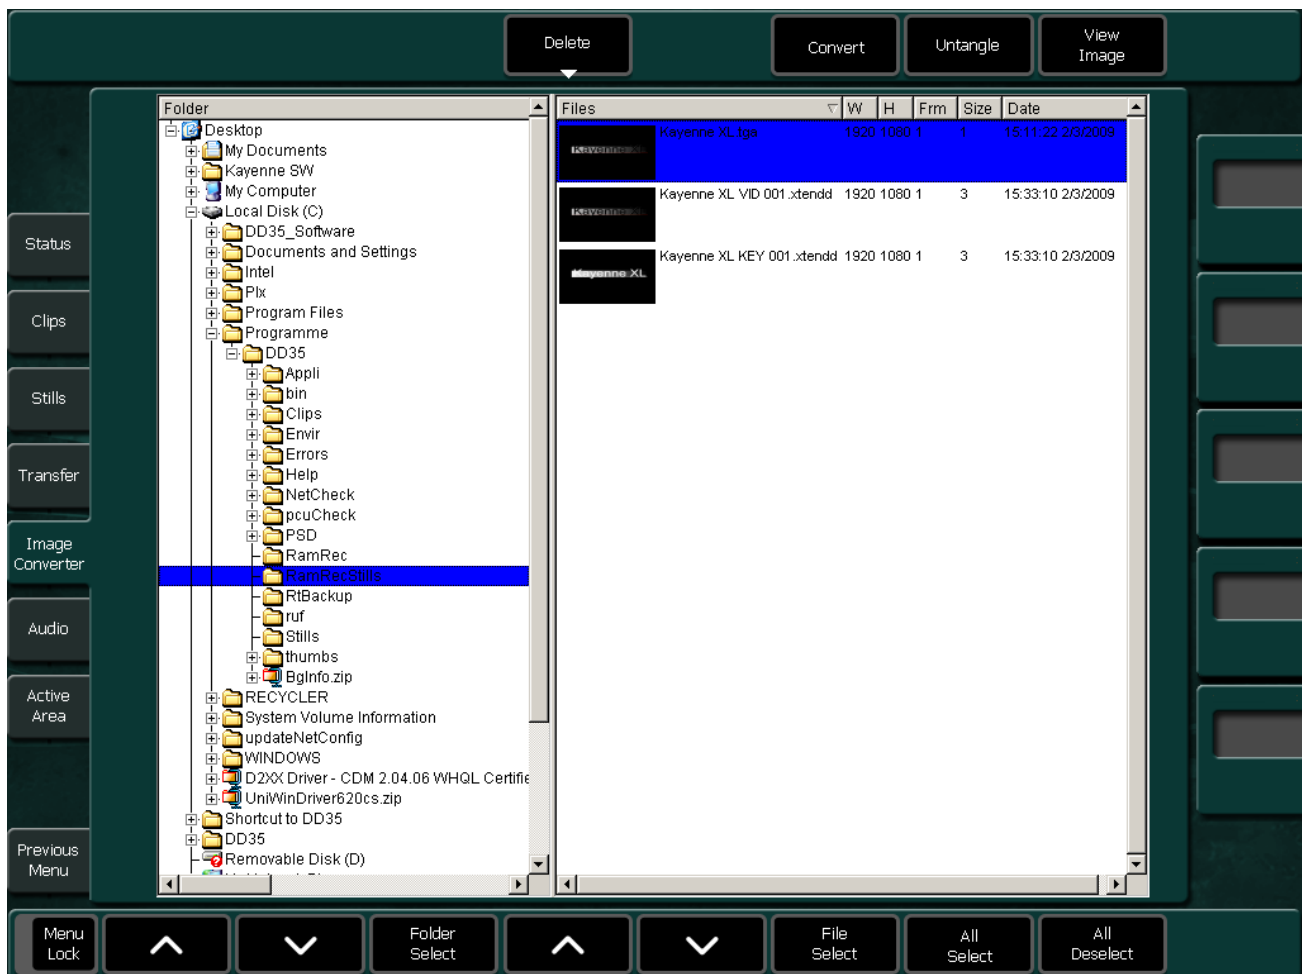 Delete
Convert
Untangle
View
Image
Folder
Files W H Frm Size Date
Desktop
My Documents
Kayenne SW
My Computer
Local Disk (C)
DD35_Software
Documents and Settings
Intel
Plx
Program Files
Programme
DD35
Appli
bin
Clips
Envir
Errors
Help
NetCheck
pcuCheck
PSD
RamRec
RamRecStills
RtBackup
ruf
Stills
thumbs
BgInfo.zip
RECYCLER
System Volume Information
updateNetConfig
WINDOWS
D2XX Driver - CDM 2.04.06 WHQL Certifie
UniWinDriver620cs.zip
Shortcut to DD35
DD35
Removable Disk (D)
Kayenne XL
Kayenne XL.tga 1920 1080 1 1 15:11:22 2/3/2009
Kayenne XL
Kayenne XL VID 001.xtendd 1920 1080 1 3 15:33:10 2/3/2009
Kayenne XL
Kayenne XL KEY 001.xtendd 1920 1080 1 3 15:33:10 2/3/2009
Status
Clips
Stills
Transfer
Image
Converter
Audio
Active
Area
Previous
Menu
Menu
Lock
Folder
Select
File
Select
All
Select
All
Deselect